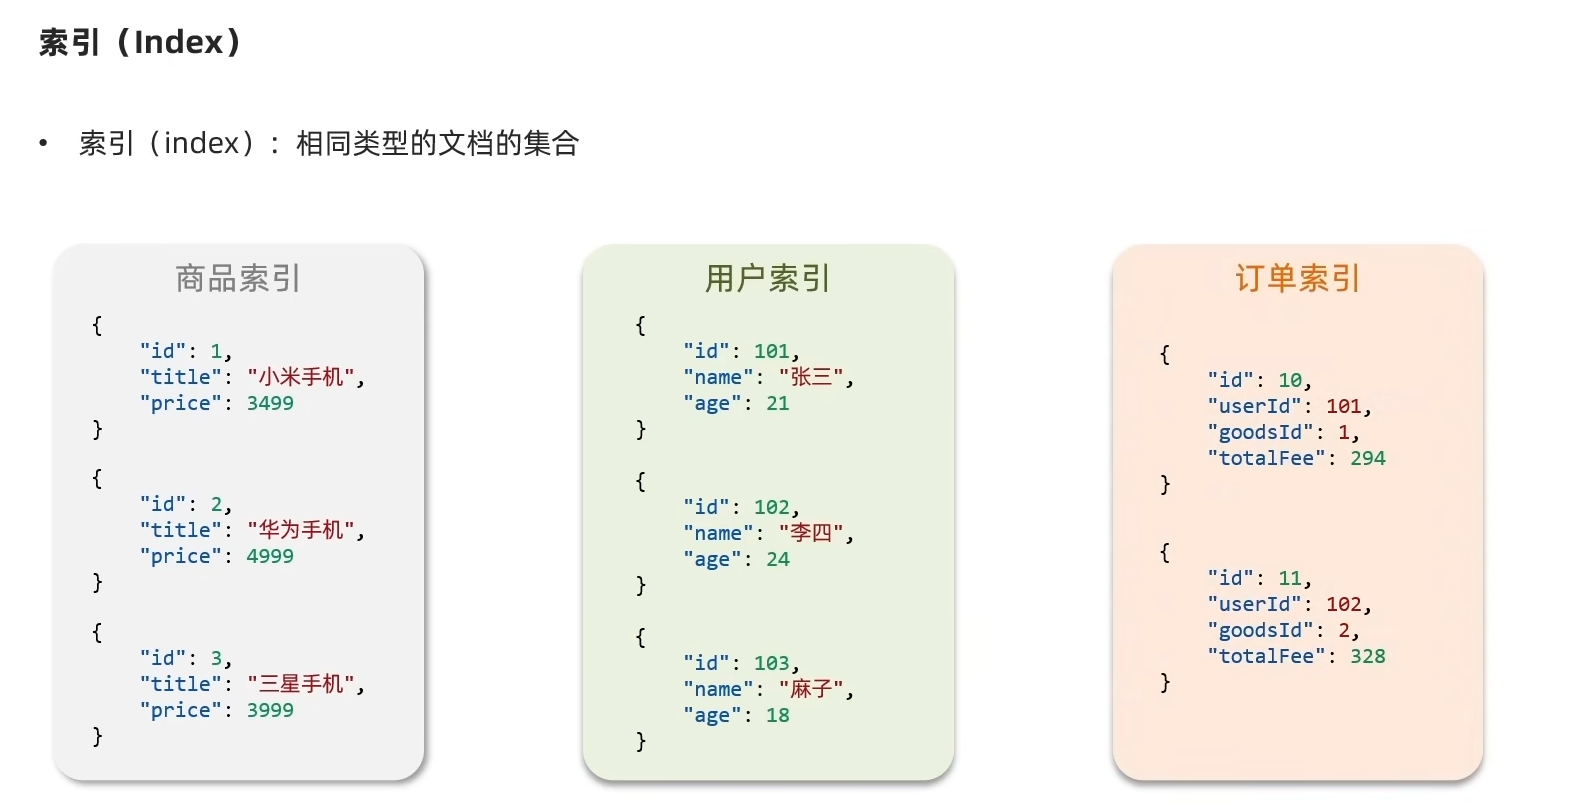 索引（Index）
• 索引（index）：相同类型的文档的集合
商品索引
{
"id": 1,
"title": "小米手机",
"price": 3499
}
{
"id": 2,
"title": "华为手机",
"price": 4999
}
{
"id": 3,
"title": "三星手机",
"price": 3999
}
用户索引
{
"id": 101,
"name": "张三",
"age": 21
}
{
"id": 102,
"name": "李四",
"age": 24
}
{
"id": 103,
"name": "麻子",
"age": 18
}
订单索引
{
"id": 10,
"userId": 101,
"goodsId": 1,
"totalFee": 294
}
{
"id": 11,
"userId": 102,
"goodsId": 2,
"totalFee": 328
}